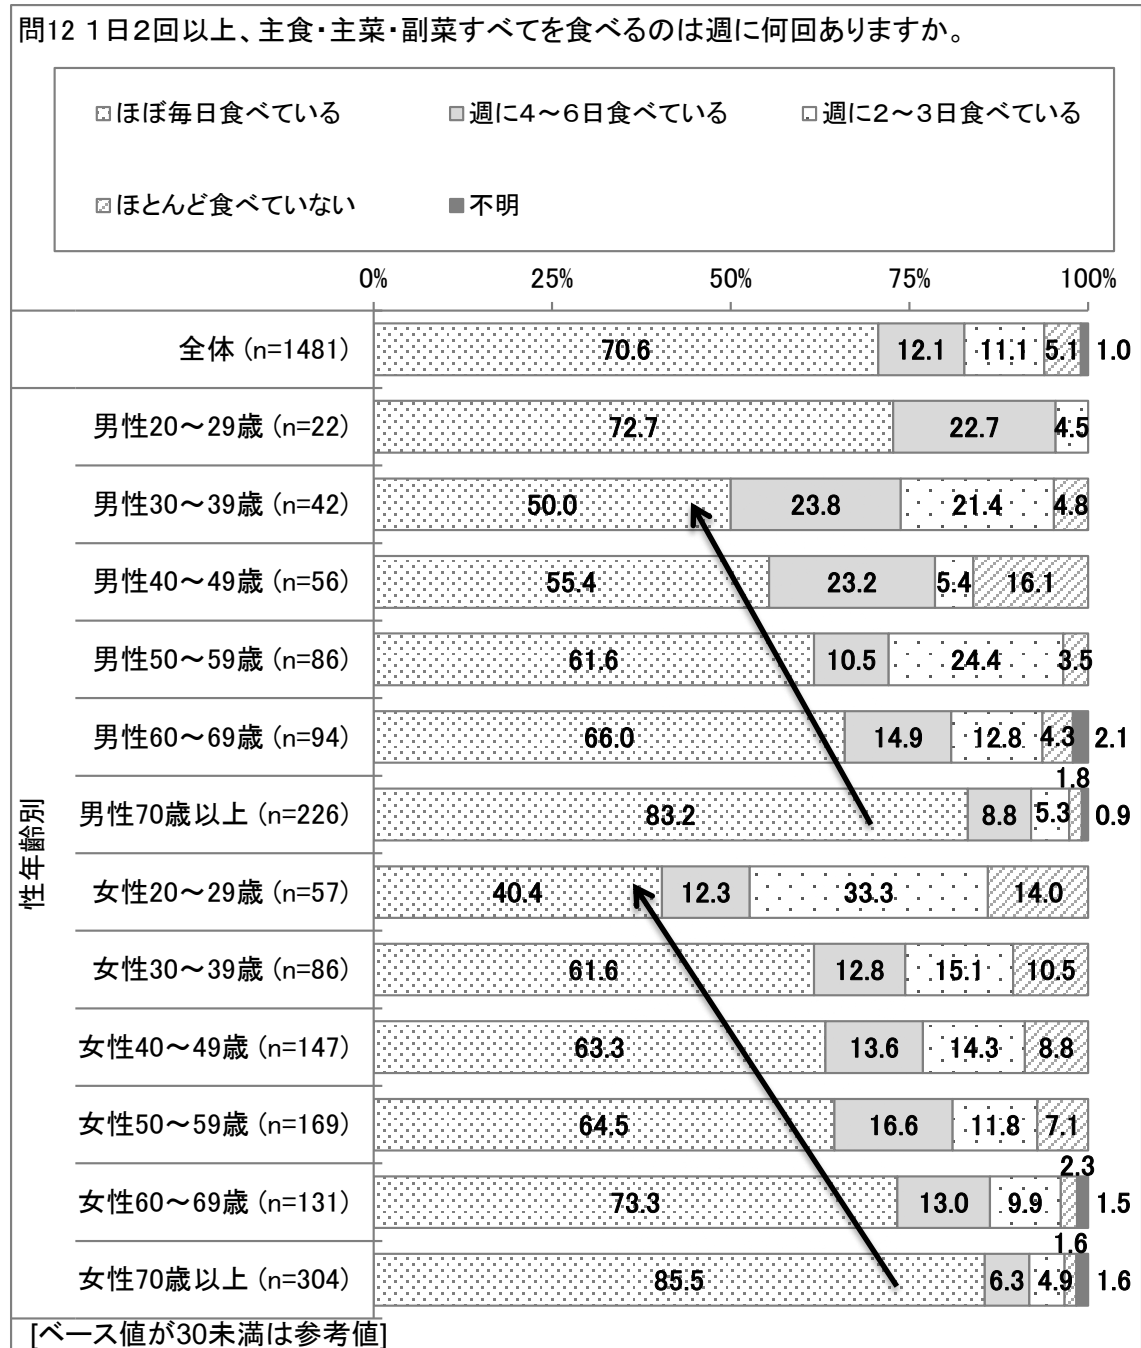 問12 1日2回以上、主食・主菜・副菜すべてを食べるのは週に何回ありますか。
ほぼ毎日食べている 週に4～6日食べている 週に2～3日食べている
ほとんど食べていない 不明
0% 25% 50% 75% 100%
全体 (n=1481) 70.6 12.1 11.1 5.1 1.0
性年齢別
男性20～29歳 (n=22) 72.7 22.7 4.5
男性30～39歳 (n=42) 50.0 23.8 21.4 4.8
男性40～49歳 (n=56) 55.4 23.2 5.4 16.1
男性50～59歳 (n=86) 61.6 10.5 24.4 3.5
男性60～69歳 (n=94) 66.0 14.9 12.8 4.3 2.1
男性70歳以上 (n=226) 83.2 8.8 5.3 1.8 0.9
女性20～29歳 (n=57) 40.4 12.3 33.3 14.0
女性30～39歳 (n=86) 61.6 12.8 15.1 10.5
女性40～49歳 (n=147) 63.3 13.6 14.3 8.8
女性50～59歳 (n=169) 64.5 16.6 11.8 7.1
女性60～69歳 (n=131) 73.3 13.0 9.9 2.3 1.5
女性70歳以上 (n=304) 85.5 6.3 4.9 1.6 1.6
[ベース値が30未満は参考値]